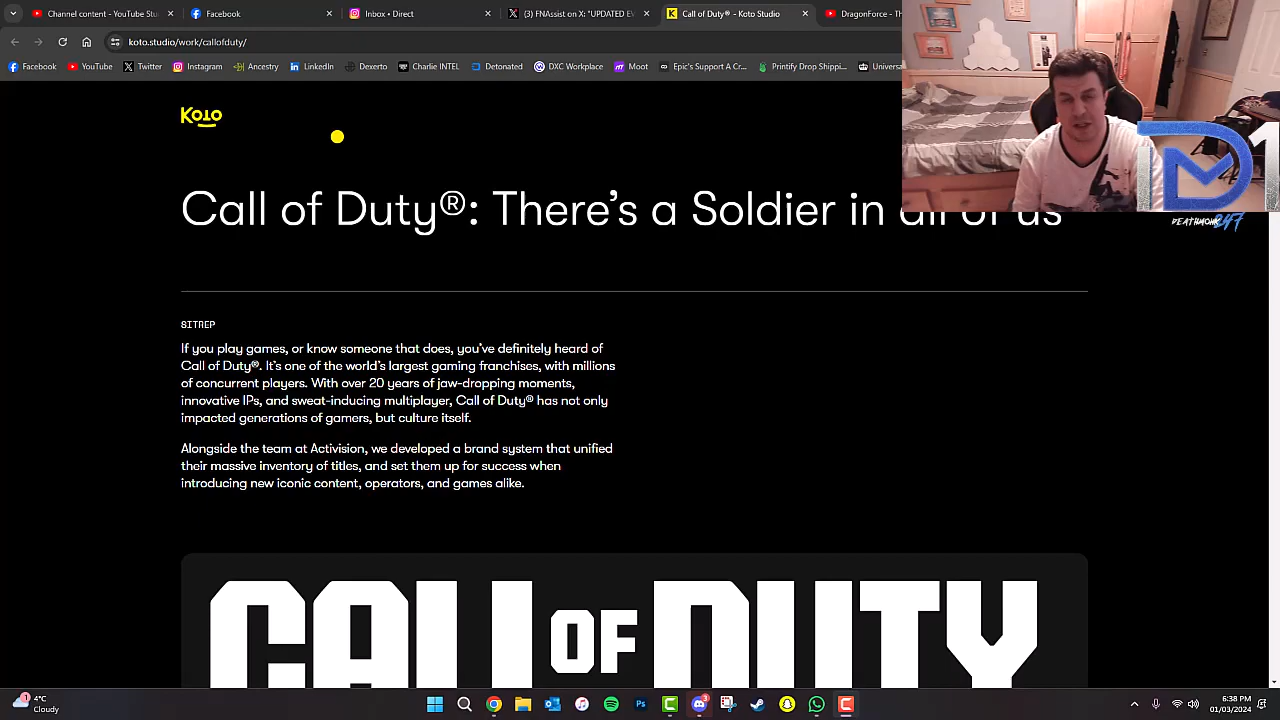 Channel content - YouTube Stu
Facebook
Inbox • Direct
(3) FNAssist on X: "UPDATED E
Call of Duty® - Koto Studio
DragonForce - Th
koto.studio/work/callofduty/
Facebook YouTube Twitter Instagram Ancestry LinkedIn Dexerto Charlie INTEL Detonated DXC Workplace Moot Epic's Support A Cr... Printify Drop Shippi... Univers
Koto
Call of Duty®: There's a Soldier in all of us
SITREP
If you play games, or know someone that does, you've definitely heard of
Call of Duty®. It's one of the world's largest gaming franchises, with millions
of concurrent players. With over 20 years of jaw-dropping moments,
innovative IPs, and sweat-inducing multiplayer, Call of Duty® has not only
impacted generations of gamers, but culture itself.
Alongside the team at Activision, we developed a brand system that unified
their massive inventory of titles, and set them up for success when
introducing new iconic content, operators, and games alike.
CALL OF DUTY
4°C
Cloudy
6:38 PM
01/03/2024